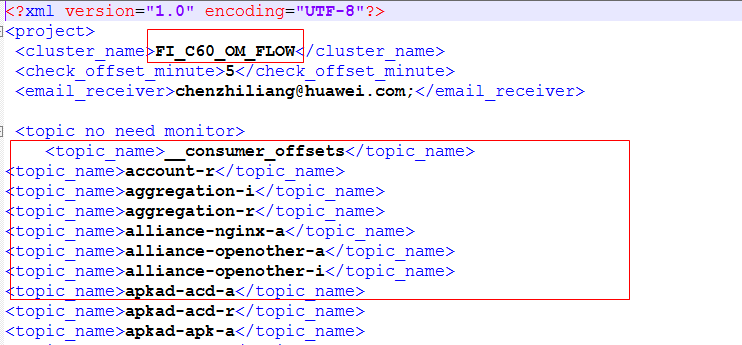 <?xml version="1.0" encoding="UTF-8"?>
<project>
<cluster_name>FI_C60_OM_FLOW</cluster_name>
<check_offset_minute>5</check_offset_minute>
<email_receiver>chenzhiliang@huawei.com;</email_receiver>
<topic no need monitor>
<topic_name>__consumer_offsets</topic_name>
<topic_name>account-r</topic_name>
<topic_name>aggregation-i</topic_name>
<topic_name>aggregation-r</topic_name>
<topic_name>alliance-nginx-a</topic_name>
<topic_name>alliance-openother-a</topic_name>
<topic_name>alliance-openother-i</topic_name>
<topic_name>apkad-acd-a</topic_name>
<topic_name>apkad-acd-r</topic_name>
<topic_name>apkad-apk-a</topic_name>